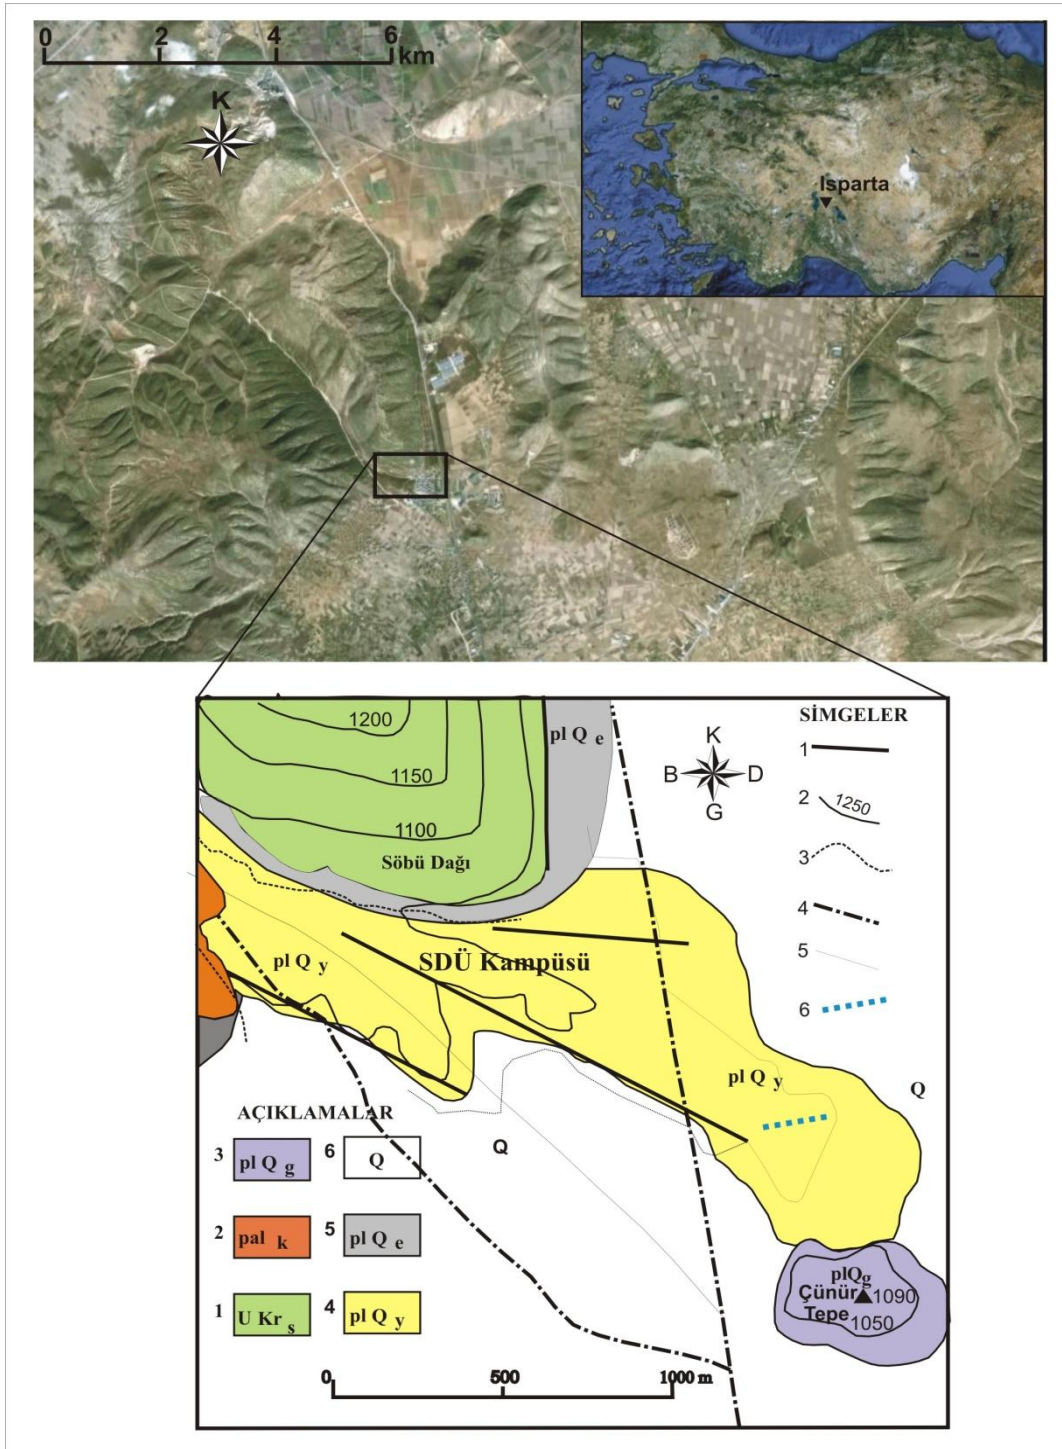 0 2 4 6
km
K
Isparta
SİMGELER
1
2 1250
3
4
5
6
K
B D
G
1200
1150
1100
Söbü Dağı
pl Q e
pl Q y
SDÜ Kampüsü
pl Q y
Q
Q
AÇIKLAMALAR
3 pl Q g 6 Q
2 pal k 5 pl Q e
1 U Kr s 4 pl Q y
plQg
Çünür 1090
Tepe 1050
0 500 1000 m